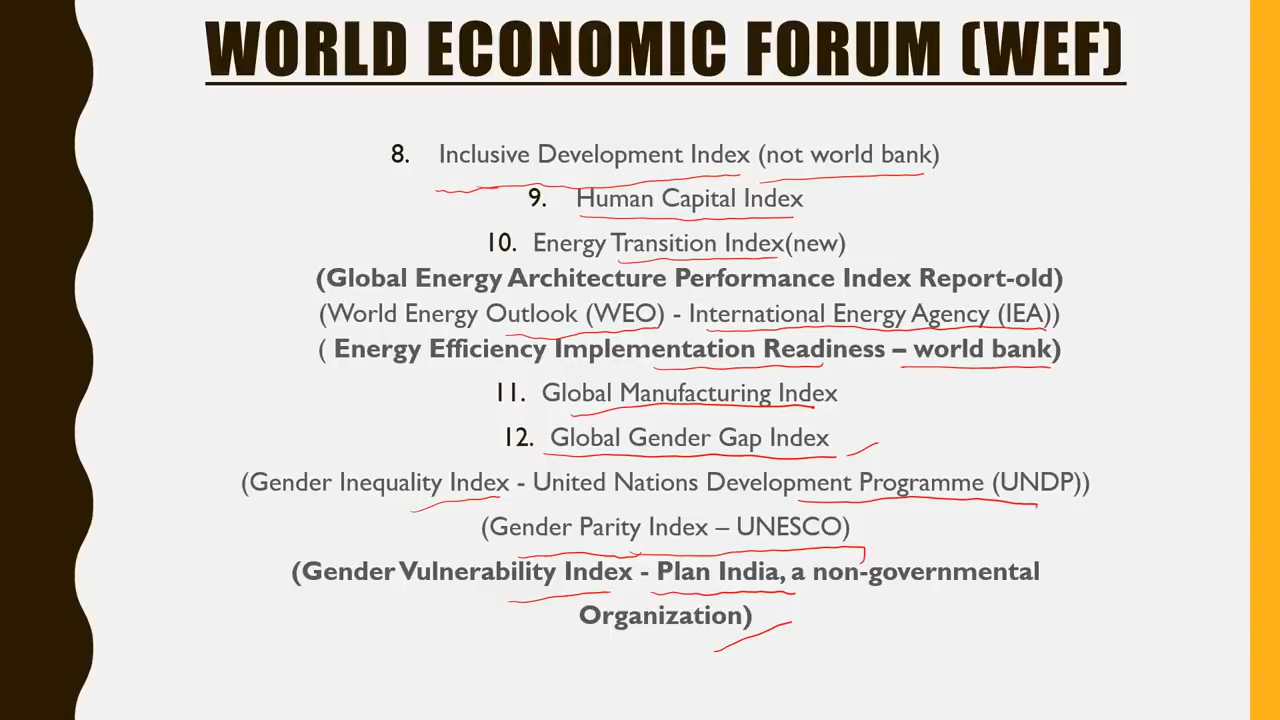 WORLD ECONOMIC FORUM (WEF)
8. Inclusive Development Index (not world bank)
9. Human Capital Index
10. Energy Transition Index(new)
(Global Energy Architecture Performance Index Report-old)
(World Energy Outlook (WEO) - International Energy Agency (IEA))
( Energy Efficiency Implementation Readiness – world bank)
11. Global Manufacturing Index
12. Global Gender Gap Index
(Gender Inequality Index - United Nations Development Programme (UNDP))
(Gender Parity Index – UNESCO)
(Gender Vulnerability Index - Plan India, a non-governmental
Organization)